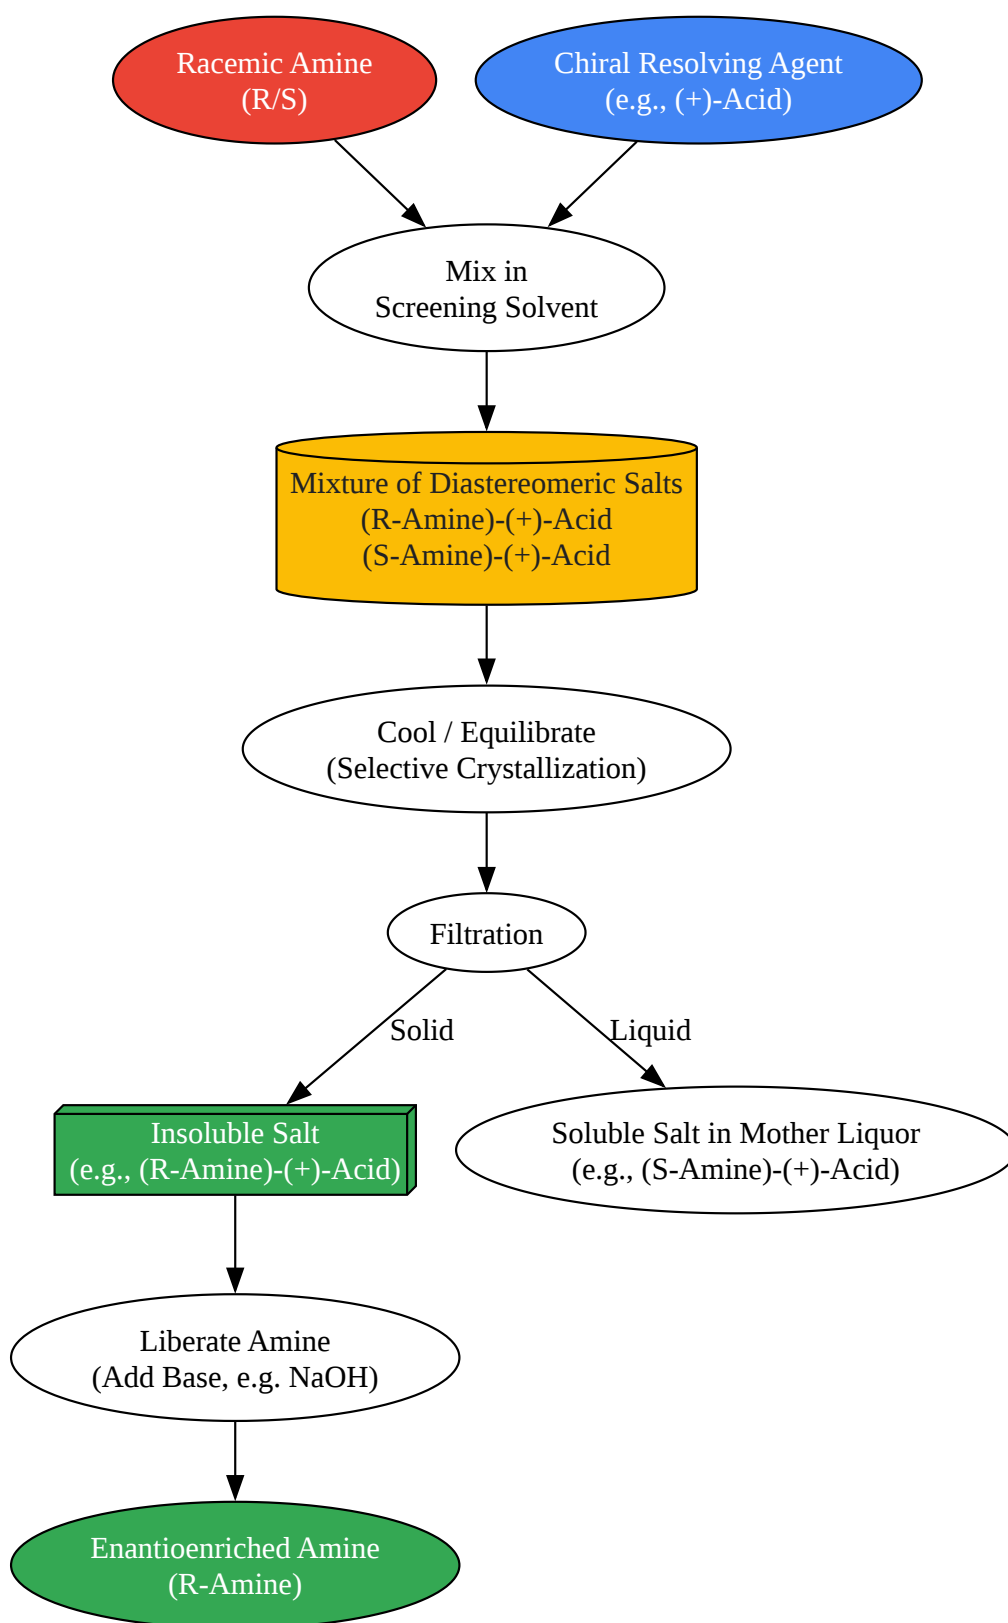 Racemic Amine
(R/S)
Chiral Resolving Agent
(e.g., (+)-Acid)
Mix in
Screening Solvent
Mixture of Diastereomeric Salts
(R-Amine)-(+)-Acid
(S-Amine)-(+)-Acid
Cool / Equilibrate
(Selective Crystallization)
Filtration
Solid
Liquid
Insoluble Salt
(e.g., (R-Amine)-(+)-Acid)
Soluble Salt in Mother Liquor
(e.g., (S-Amine)-(+)-Acid)
Liberate Amine
(Add Base, e.g. NaOH)
Enantioenriched Amine
(R-Amine)